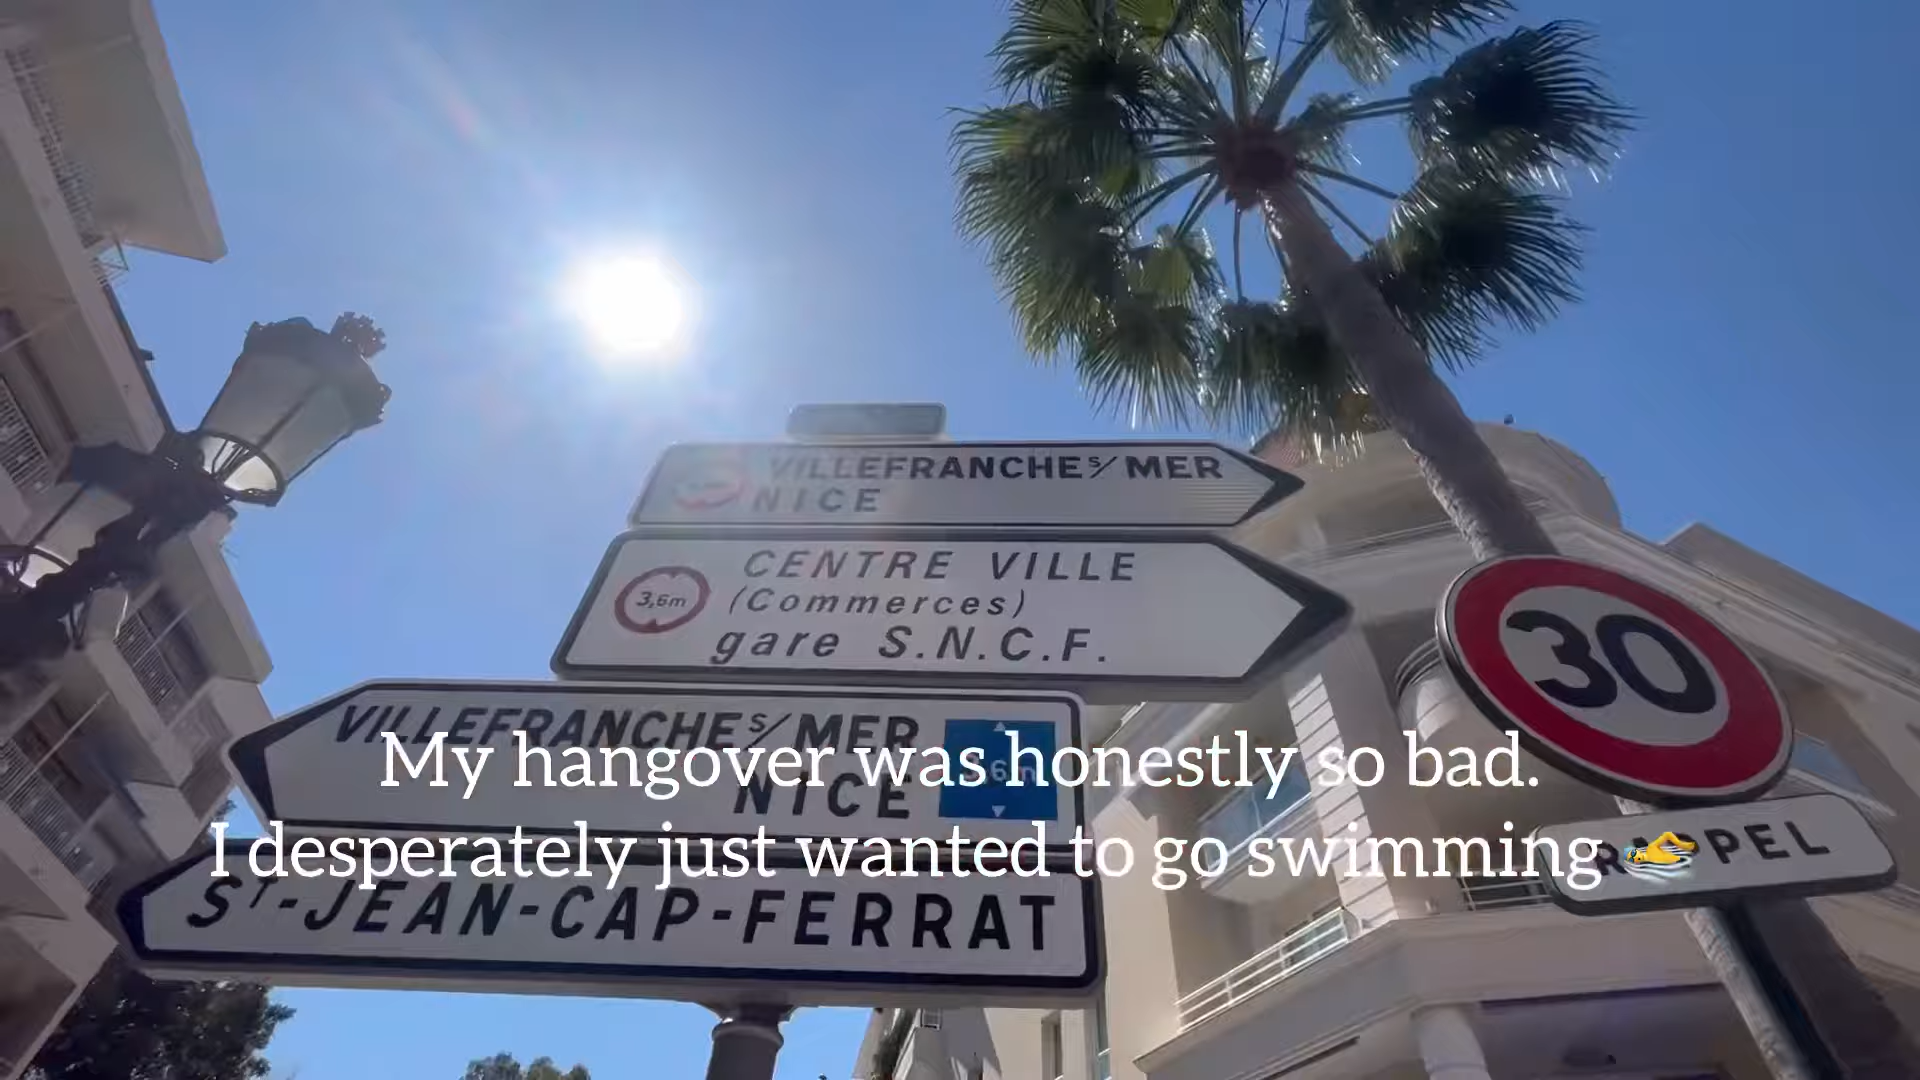 VILLEFRANCHE S/MER
NICE
CENTRE VILLE
3,6m
(Commerces)
gare S.N.C.F.
30
VILLEFRANCHE S/MER
NICE
My hangover was honestly so bad.
I desperately just wanted to go swimming 🏊
RAPPEL
ST-JEAN-CAP-FERRAT